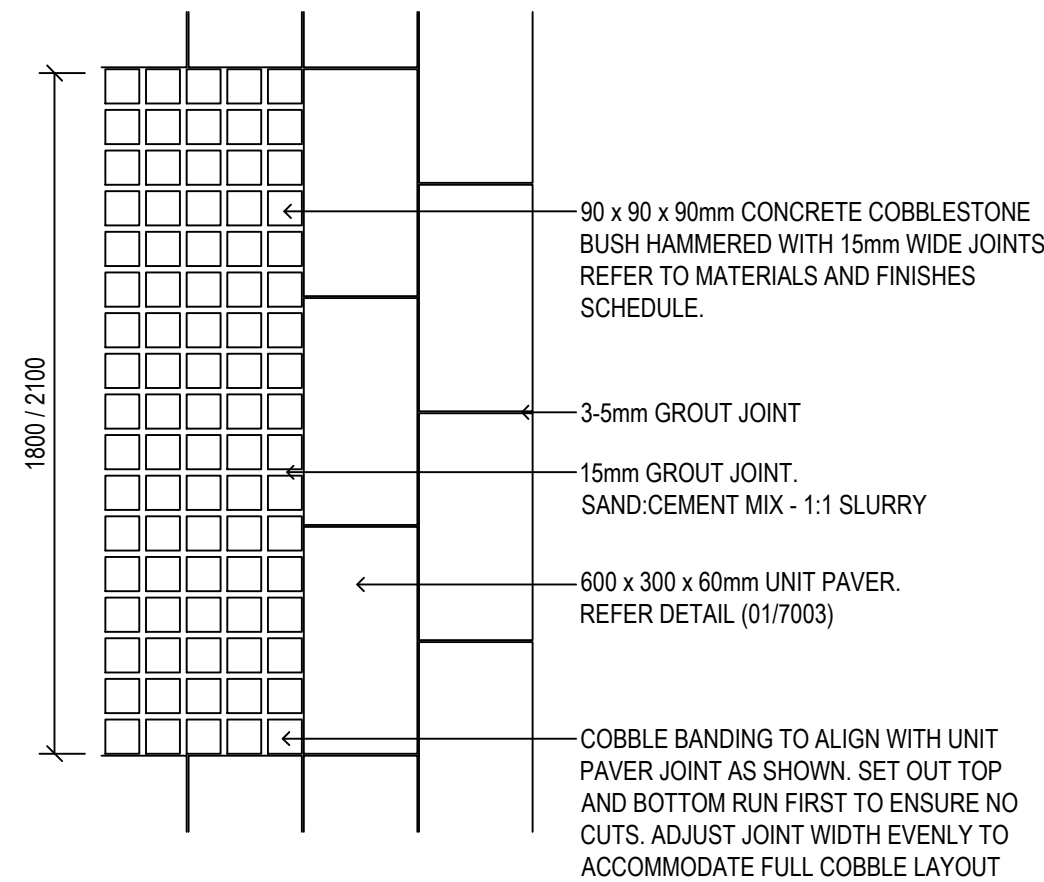 90 x 90 x 90mm CONCRETE COBBLESTONE
BUSH HAMMERED WITH 15mm WIDE JOINTS
REFER TO MATERIALS AND FINISHES
SCHEDULE.
1800 / 2100
3-5mm GROUT JOINT
15mm GROUT JOINT.
SAND:CEMENT MIX - 1:1 SLURRY
600 x 300 x 60mm UNIT PAVER.
REFER DETAIL (01/7003)
COBBLE BANDING TO ALIGN WITH UNIT
PAVER JOINT AS SHOWN. SET OUT TOP
AND BOTTOM RUN FIRST TO ENSURE NO
CUTS. ADJUST JOINT WIDTH EVENLY TO
ACCOMMODATE FULL COBBLE LAYOUT